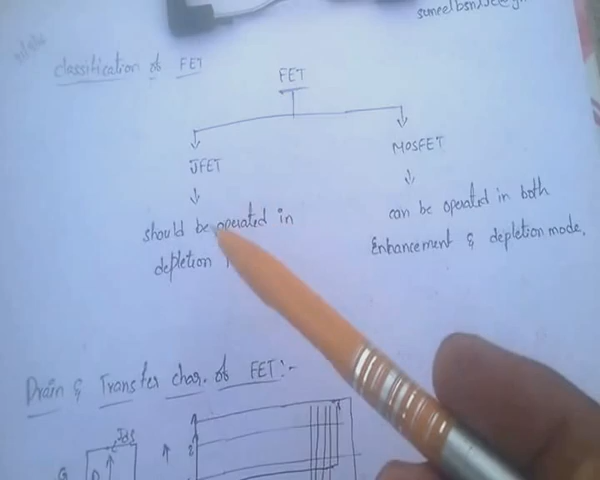 classification of FET
FET
JFET
MOSFET
should be operated in
depletion
can be operated in both
Enhancement & depletion mode.
Drain & Transfer char. of FET:-
IDS
G
D